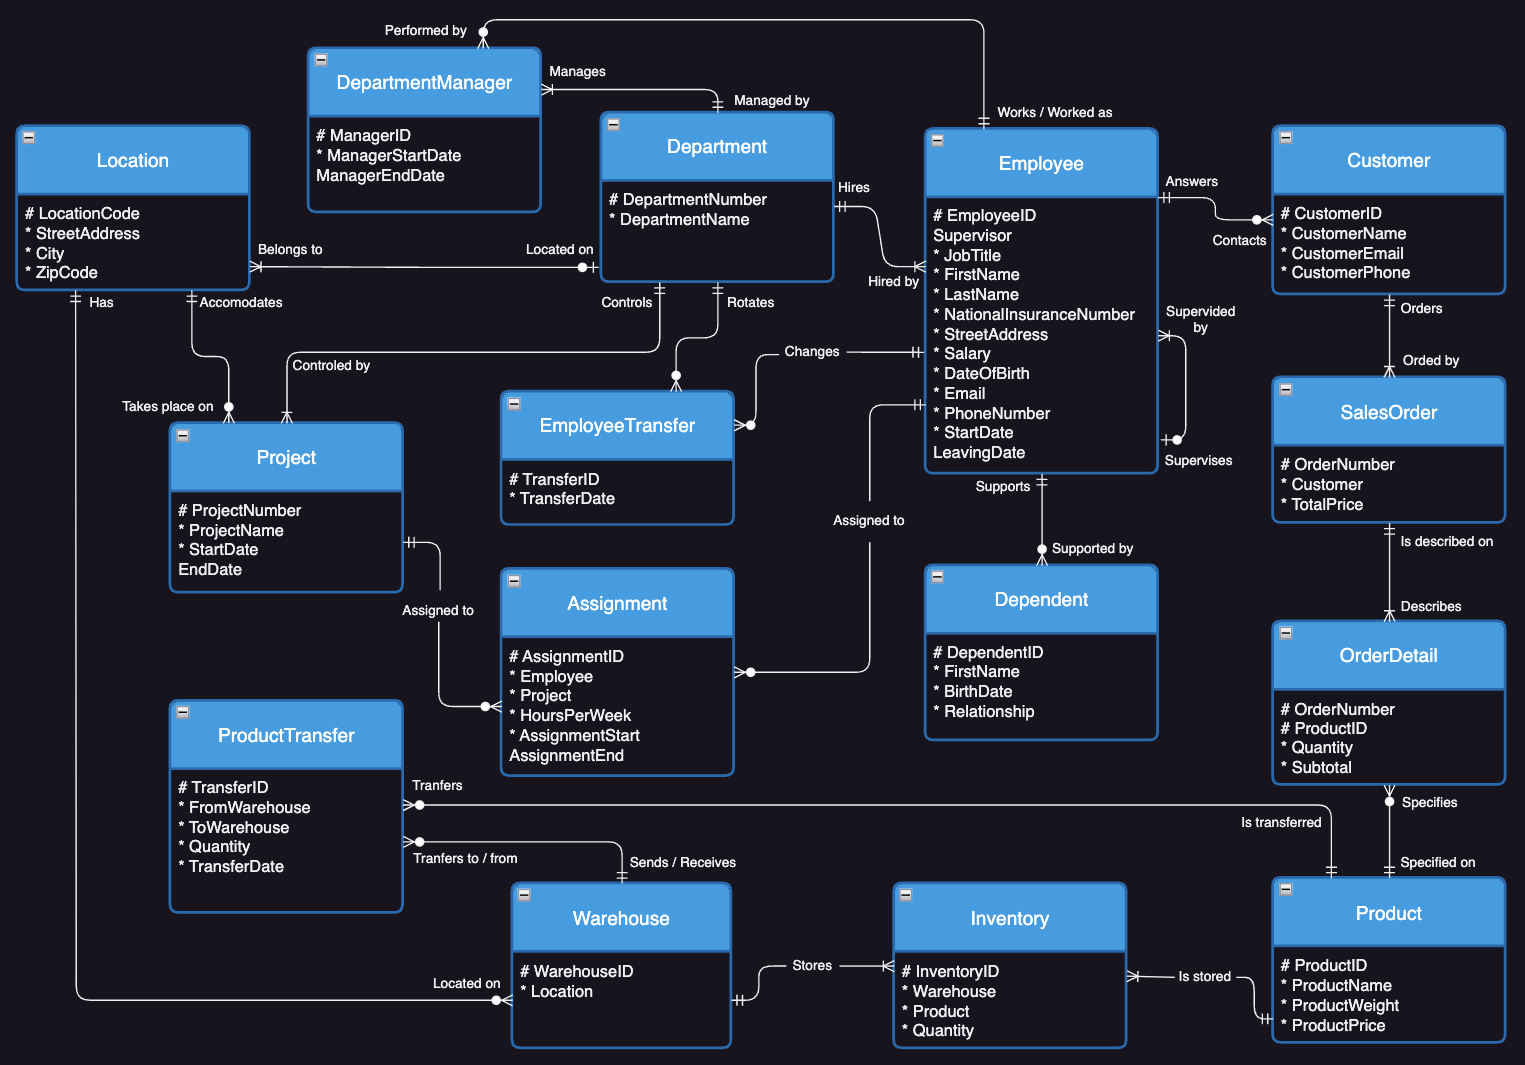 Performed by
DepartmentManager
# ManagerID
* ManagerStartDate
ManagerEndDate
Manages
Managed by
Works / Worked as
Location
# LocationCode
* StreetAddress
* City
* ZipCode
Belongs to
Located on
Department
# DepartmentNumber
* DepartmentName
Hires
Hired by
Employee
# EmployeeID
Supervisor
* JobTitle
* FirstName
* LastName
* NationalInsuranceNumber
* StreetAddress
* Salary
* DateOfBirth
* Email
* PhoneNumber
* StartDate
LeavingDate
Answers
Contacts
Customer
# CustomerID
* CustomerName
* CustomerEmail
* CustomerPhone
Has
Accomodates
Controls
Rotates
Supervided
by
Supervises
Orders
Orded by
Controled by
Changes
Takes place on
Project
# ProjectNumber
* ProjectName
* StartDate
EndDate
EmployeeTransfer
# TransferID
* TransferDate
SalesOrder
# OrderNumber
* Customer
* TotalPrice
Supports
Supported by
Assigned to
Is described on
Describes
Assigned to
Assignment
# AssignmentID
* Employee
* Project
* HoursPerWeek
* AssignmentStart
AssignmentEnd
Dependent
# DependentID
* FirstName
* BirthDate
* Relationship
OrderDetail
# OrderNumber
# ProductID
* Quantity
* Subtotal
ProductTransfer
# TransferID
* FromWarehouse
* ToWarehouse
* Quantity
* TransferDate
Tranfers
Is transferred
Specifies
Specified on
Tranfers to / from
Sends / Receives
Located on
Warehouse
# WarehouseID
* Location
Stores
Inventory
# InventoryID
* Warehouse
* Product
* Quantity
Is stored
Product
# ProductID
* ProductName
* ProductWeight
* ProductPrice